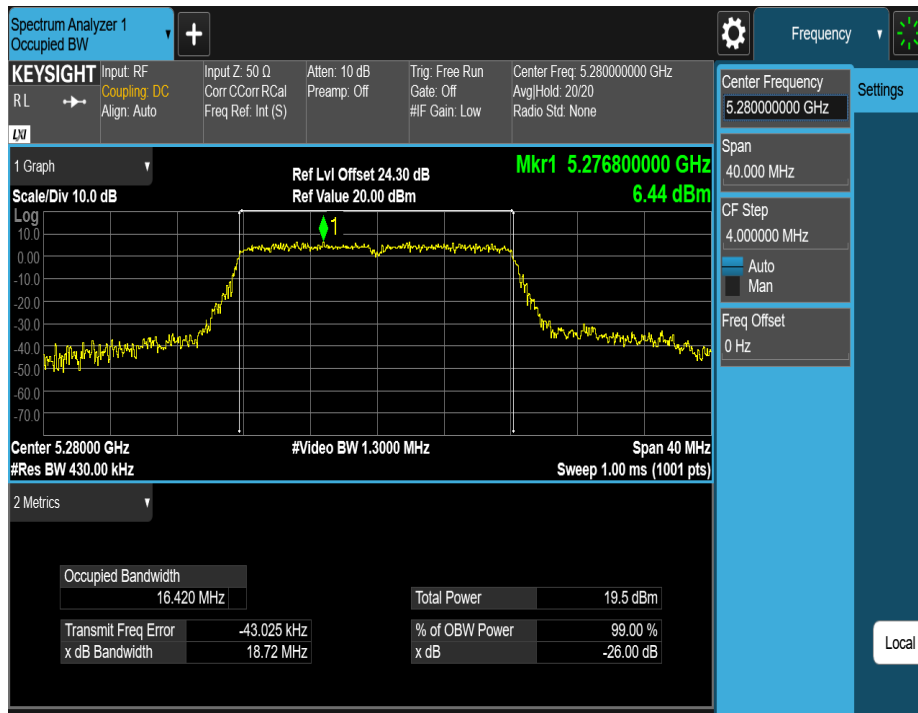 Spectrum Analyzer 1
Occupied BW
+
Frequency
KEYSIGHT
RL
LXI
Input: RF
Coupling: DC
Align: Auto
Input Z: 50 Ω
Corr CCorr RCal
Freq Ref: Int (S)
Atten: 10 dB
Preamp: Off
Trig: Free Run
Gate: Off
#IF Gain: Low
Center Freq: 5.280000000 GHz
Avg|Hold: 20/20
Radio Std: None
Center Frequency
5.280000000 GHz
Settings
Span
40.000 MHz
CF Step
4.000000 MHz
Auto
Man
Freq Offset
0 Hz
Local
1 Graph
Scale/Div 10.0 dB
Ref Lvl Offset 24.30 dB
Ref Value 20.00 dBm
Mkr1 5.276800000 GHz
6.44 dBm
Log
10.0
0.00
-10.0
-20.0
-30.0
-40.0
-50.0
-60.0
-70.0
1
Center 5.28000 GHz
#Video BW 1.3000 MHz
Span 40 MHz
#Res BW 430.00 kHz
Sweep 1.00 ms (1001 pts)
2 Metrics
Occupied Bandwidth
16.420 MHz
Total Power 19.5 dBm
Transmit Freq Error -43.025 kHz
% of OBW Power 99.00 %
x dB Bandwidth 18.72 MHz
x dB -26.00 dB